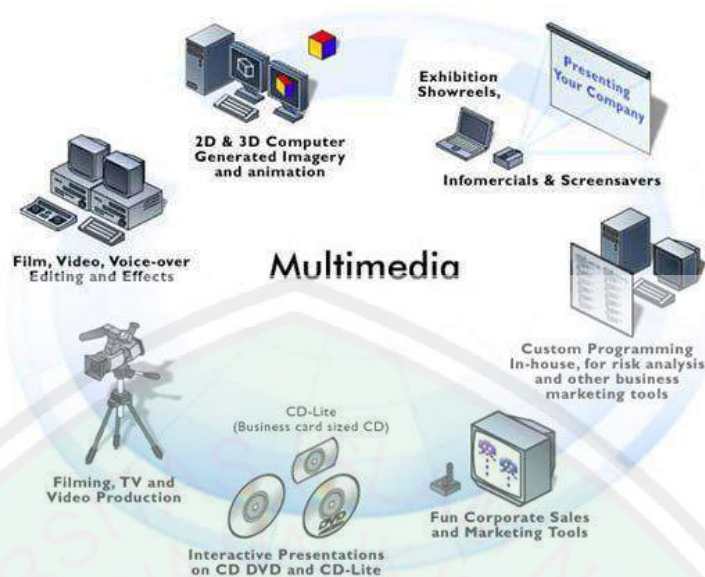 Presenting
Your Company
Exhibition
Showreels,
2D & 3D Computer
Generated Imagery
and animation
Infomercials & Screensavers
Film, Video, Voice-over
Editing and Effects
Multimedia
Custom Programming
In-house, for risk analysis
and other business
marketing tools
CD-Lite
(Business card sized CD)
Filming, TV and
Video Production
DVD
Fun Corporate Sales
and Marketing Tools
Interactive Presentations
on CD DVD and CD-Lite